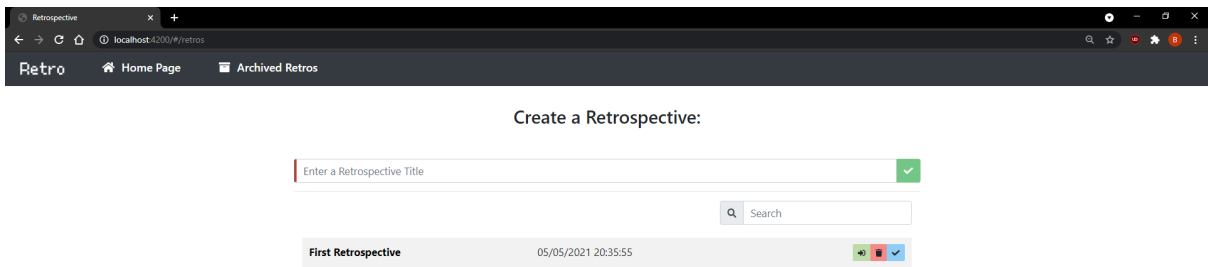 Retrospective
localhost:4200/#/retros
B
Retro Home Page Archived Retros
Create a Retrospective:
Enter a Retrospective Title
Search
First Retrospective 05/05/2021 20:35:55